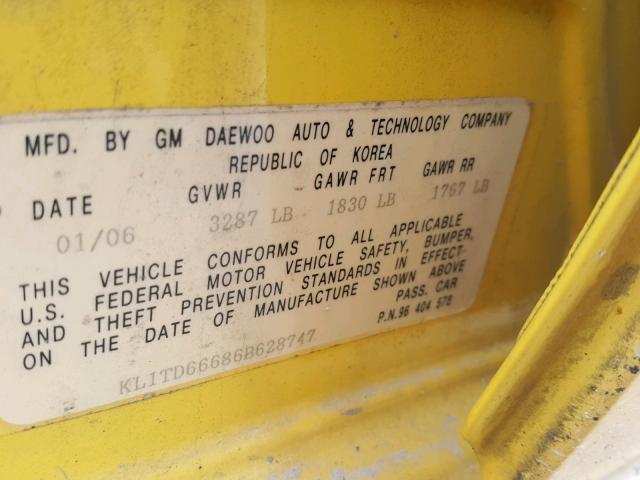 MFD. BY GM DAEWOO AUTO & TECHNOLOGY COMPANY
REPUBLIC OF KOREA
DATE GVWR GAWR FRT GAWR RR
01/06 3287 LB 1830 LB 1767 LB
THIS VEHICLE CONFORMS TO ALL APPLICABLE
U.S. FEDERAL MOTOR VEHICLE SAFETY, BUMPER,
AND THEFT PREVENTION STANDARDS IN EFFECT
ON THE DATE OF MANUFACTURE SHOWN ABOVE
PASS. CAR
KL1TD66686B628747 P.N.96 404 578